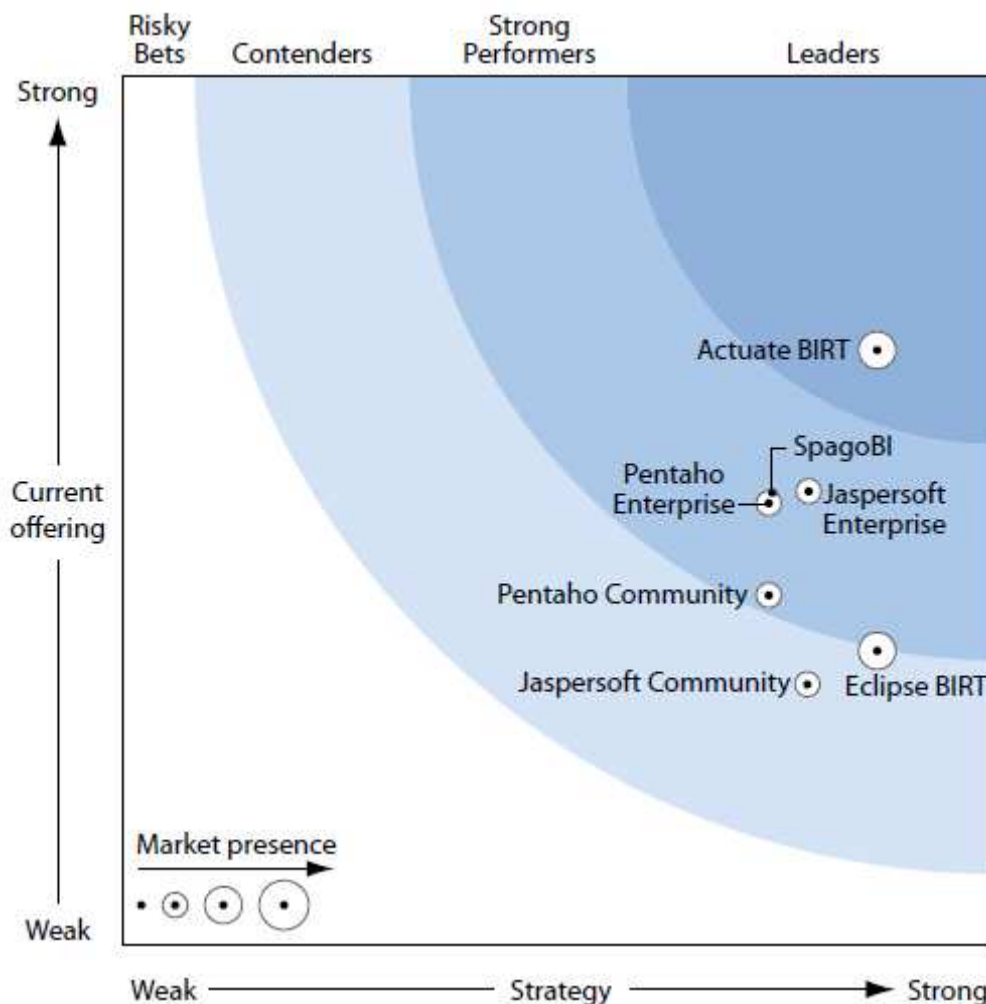 Risky
Bets
Contenders
Strong
Performers
Leaders
Strong
Current
offering
Weak
Actuate BIRT
SpagoBI
Pentaho
Enterprise
Jaspersoft
Enterprise
Pentaho Community
Jaspersoft Community
Eclipse BIRT
Market presence
Weak
Strategy
Strong